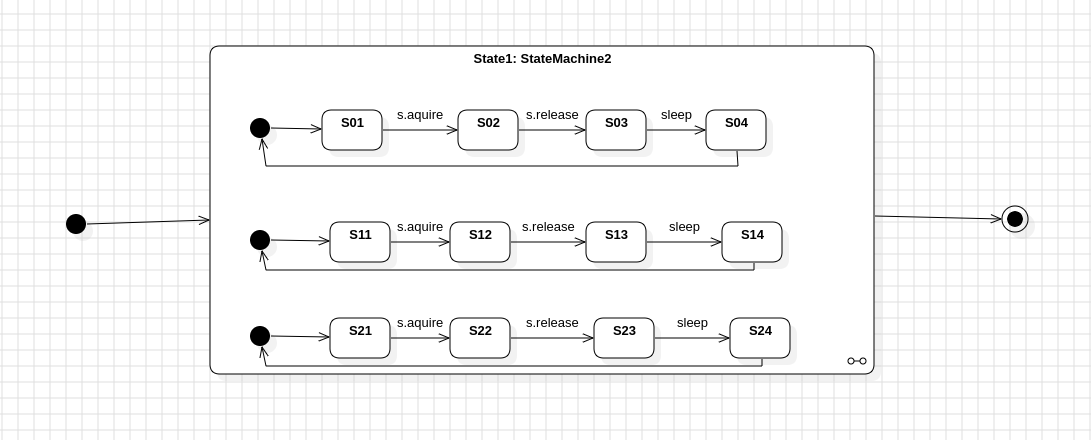 State1: StateMachine2
S01 s.aquire S02 s.release S03 sleep S04
S11 s.aquire S12 s.release S13 sleep S14
S21 s.aquire S22 s.release S23 sleep S24